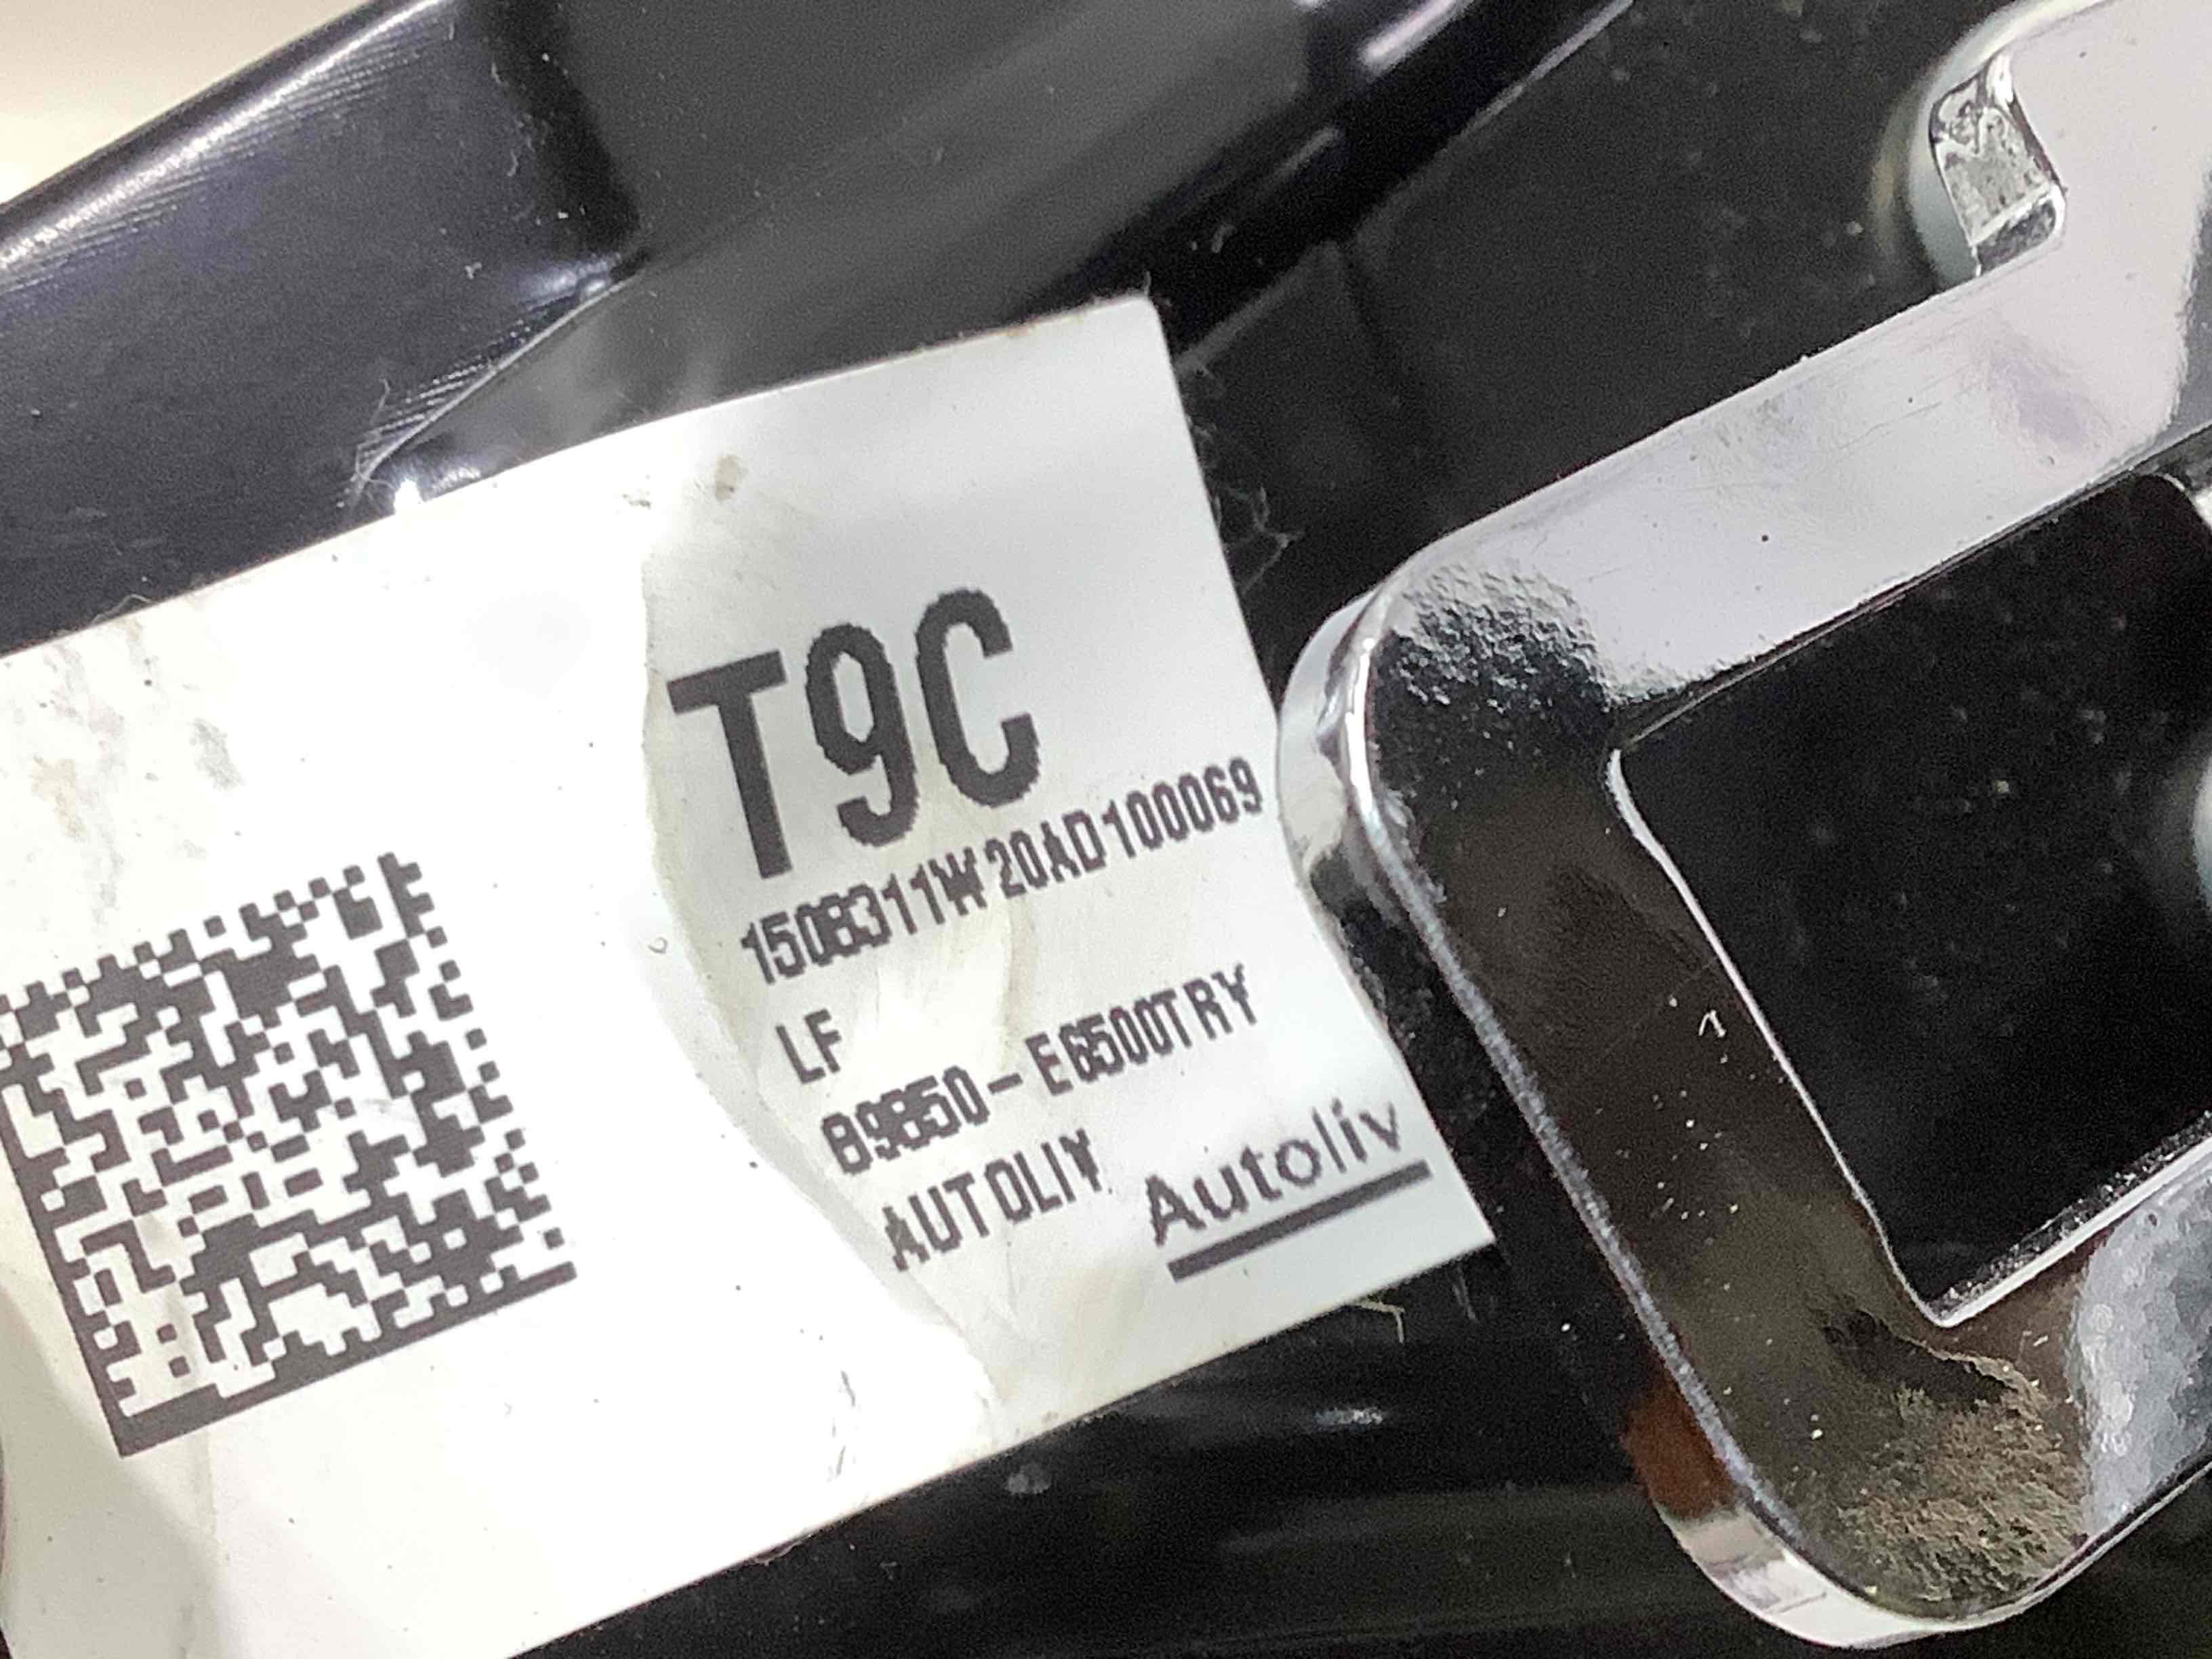 T9C
1508311W20AD100069
LF
89850-E6500TRY
AUTOLIV
Autoliv